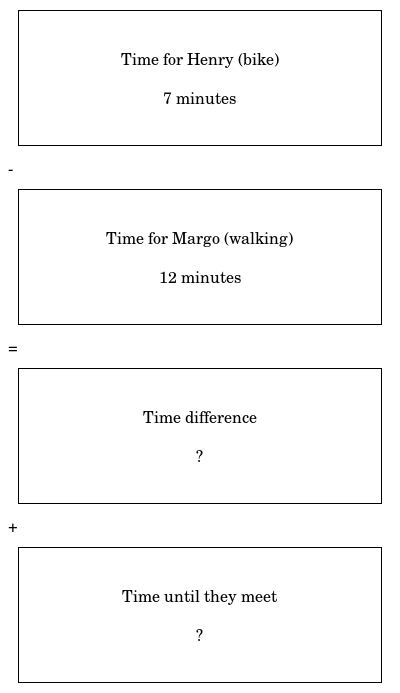 Time for Henry (bike)
7 minutes
-
Time for Margo (walking)
12 minutes
=
Time difference
?
+
Time until they meet
?